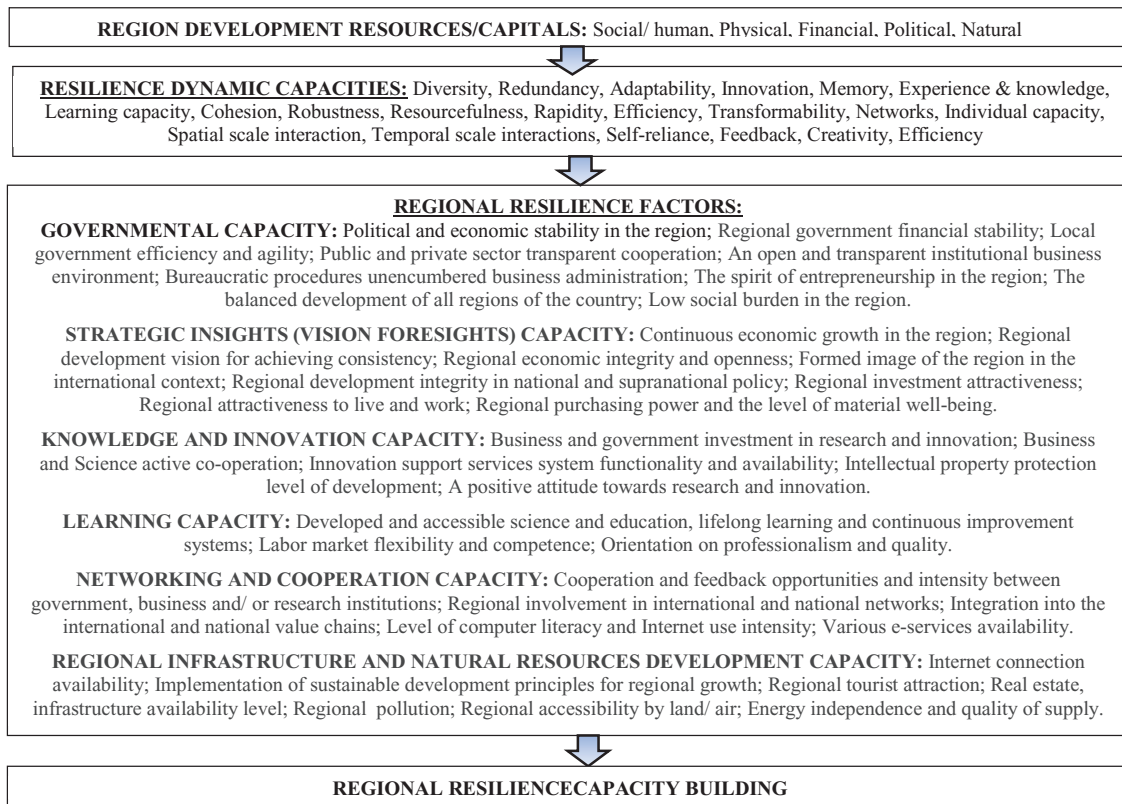 REGION DEVELOPMENT RESOURCES/CAPITALS: Social/ human, Physical, Financial, Political, Natural
RESILIENCE DYNAMIC CAPACITIES: Diversity, Redundancy, Adaptability, Innovation, Memory, Experience & knowledge,
Learning capacity, Cohesion, Robustness, Resourcefulness, Rapidity, Efficiency, Transformability, Networks, Individual capacity,
Spatial scale interaction, Temporal scale interactions, Self-reliance, Feedback, Creativity, Efficiency
REGIONAL RESILIENCE FACTORS:
GOVERNMENTAL CAPACITY: Political and economic stability in the region; Regional government financial stability; Local
government efficiency and agility; Public and private sector transparent cooperation; An open and transparent institutional business
environment; Bureaucratic procedures unencumbered business administration; The spirit of entrepreneurship in the region; The
balanced development of all regions of the country; Low social burden in the region.
STRATEGIC INSIGHTS (VISION FORESIGHTS) CAPACITY: Continuous economic growth in the region; Regional
development vision for achieving consistency; Regional economic integrity and openness; Formed image of the region in the
international context; Regional development integrity in national and supranational policy; Regional investment attractiveness;
Regional attractiveness to live and work; Regional purchasing power and the level of material well-being.
KNOWLEDGE AND INNOVATION CAPACITY: Business and government investment in research and innovation; Business
and Science active co-operation; Innovation support services system functionality and availability; Intellectual property protection
level of development; A positive attitude towards research and innovation.
LEARNING CAPACITY: Developed and accessible science and education, lifelong learning and continuous improvement
systems; Labor market flexibility and competence; Orientation on professionalism and quality.
NETWORKING AND COOPERATION CAPACITY: Cooperation and feedback opportunities and intensity between
government, business and/ or research institutions; Regional involvement in international and national networks; Integration into the
international and national value chains; Level of computer literacy and Internet use intensity; Various e-services availability.
REGIONAL INFRASTRUCTURE AND NATURAL RESOURCES DEVELOPMENT CAPACITY: Internet connection
availability; Implementation of sustainable development principles for regional growth; Regional tourist attraction; Real estate,
infrastructure availability level; Regional pollution; Regional accessibility by land/ air; Energy independence and quality of supply.
REGIONAL RESILIENCECAPACITY BUILDING